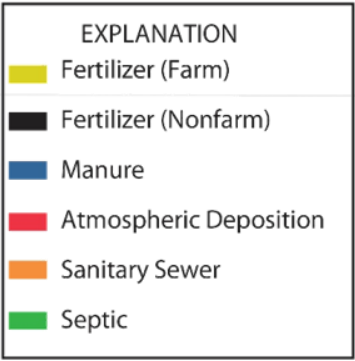 EXPLANATION
Fertilizer (Farm)
Fertilizer (Nonfarm)
Manure
Atmospheric Deposition
Sanitary Sewer
Septic